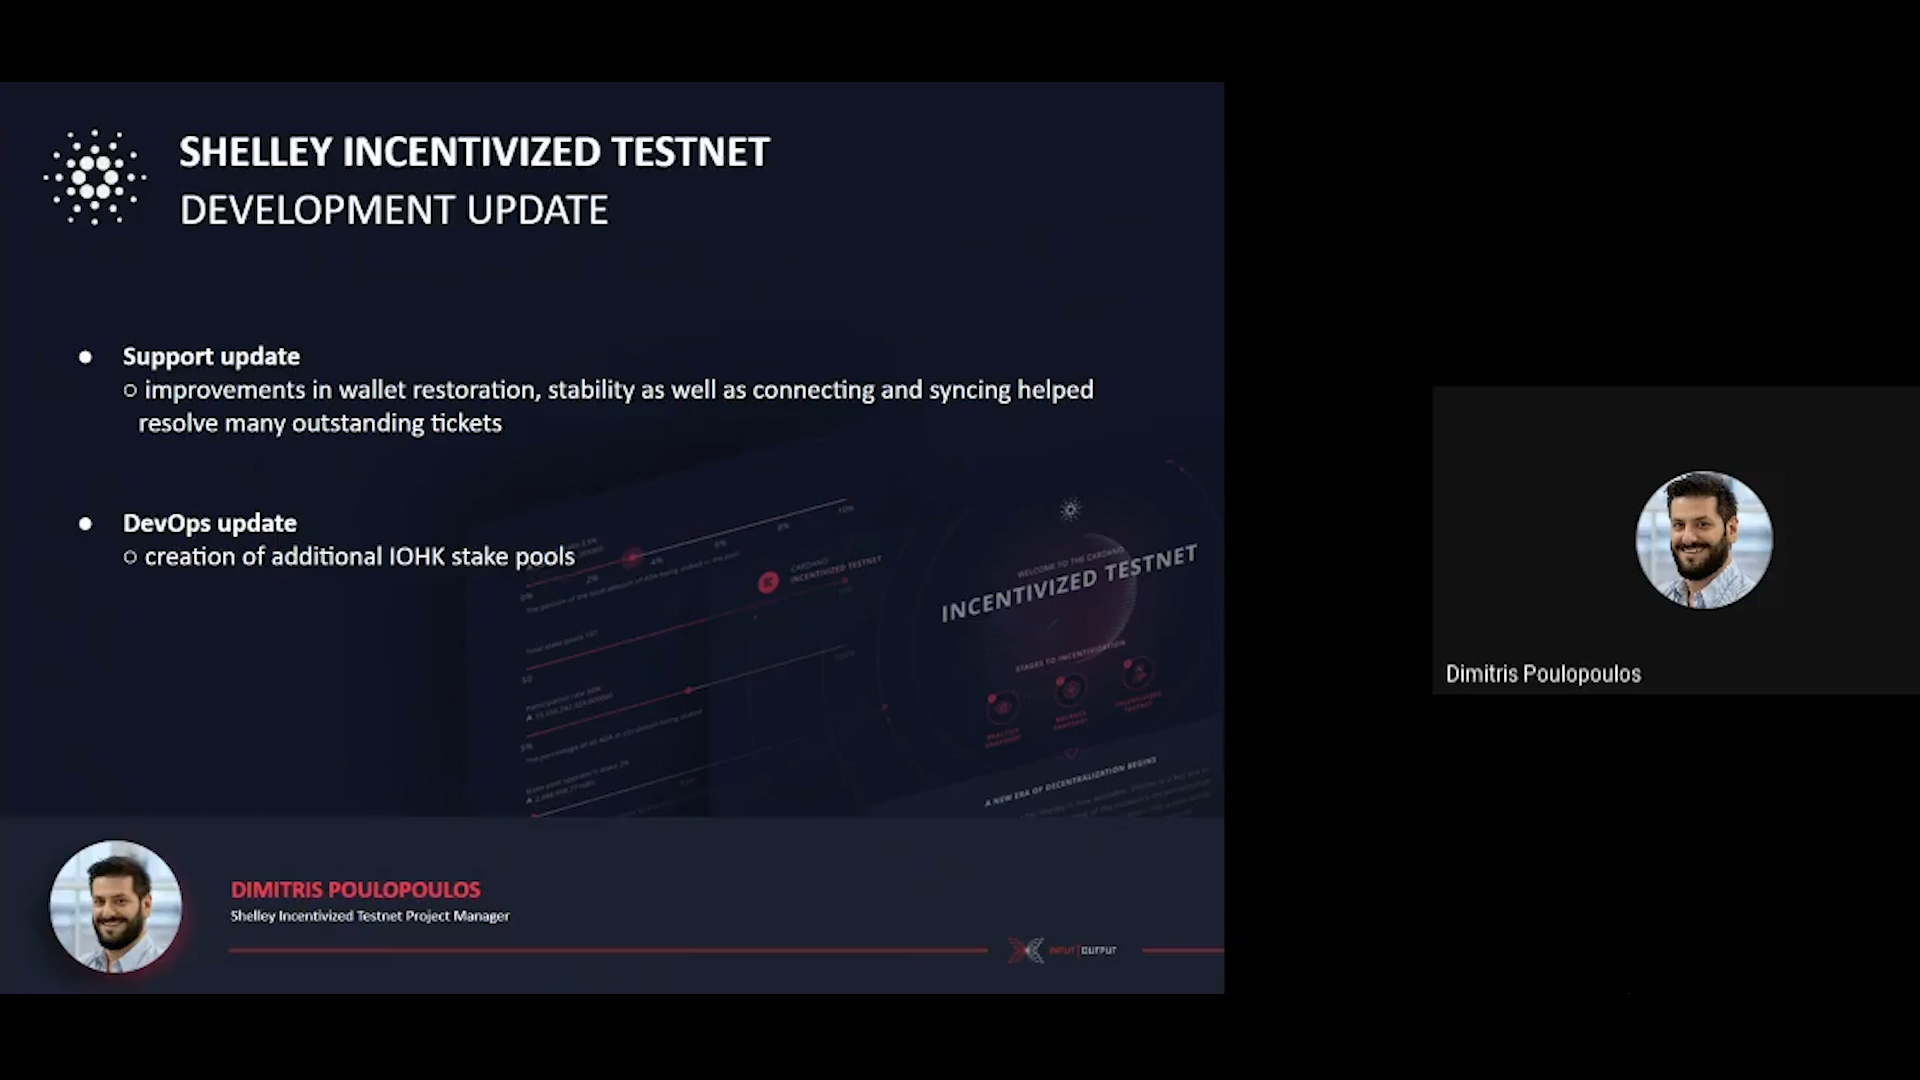 SHELLEY INCENTIVIZED TESTNET
DEVELOPMENT UPDATE
● Support update
○ improvements in wallet restoration, stability as well as connecting and syncing helped
resolve many outstanding tickets
● DevOps update
○ creation of additional IOHK stake pools
CARDANO
INCENTIVIZED TESTNET
WELCOME TO THE CARDANO
INCENTIVIZED TESTNET
STAGES TO INCENTIVIZATION
A NEW ERA OF DECENTRALIZATION BEGINS
DIMITRIS POULOPOULOS
Shelley Incentivized Testnet Project Manager
INPUT | OUTPUT
Dimitris Poulopoulos